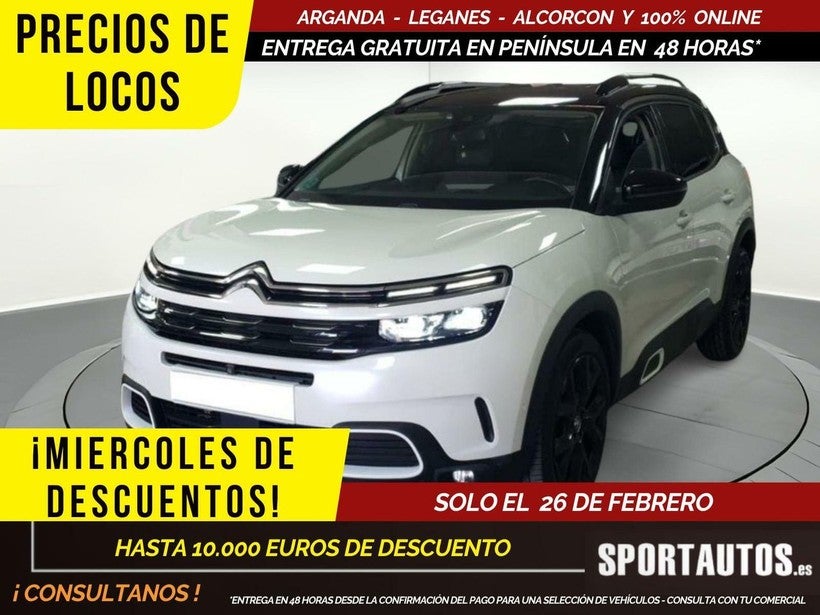 PRECIOS DE
LOCOS
ARGANDA - LEGANES - ALCORCON Y 100% ONLINE
ENTREGA GRATUITA EN PENÍNSULA EN 48 HORAS*
¡MIERCOLES DE
DESCUENTOS!
SOLO EL 26 DE FEBRERO
HASTA 10.000 EUROS DE DESCUENTO
SPORTAUTOS.es
¡ CONSULTANOS !
*ENTREGA EN 48 HORAS DESDE LA CONFIRMACIÓN DEL PAGO PARA UNA SELECCIÓN DE VEHÍCULOS - CONSULTA CON TU COMERCIAL